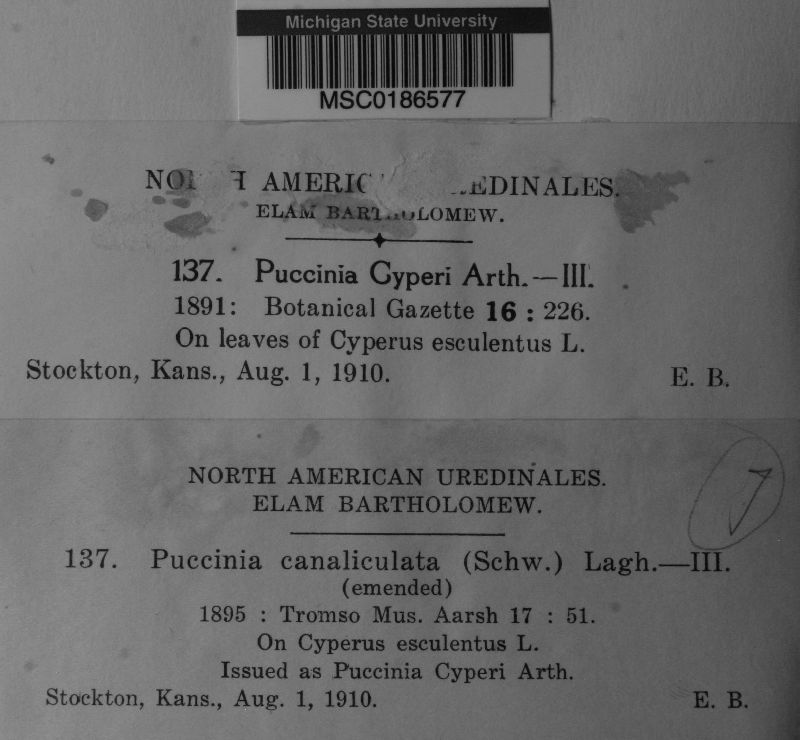 Michigan State University
MSC0186577
AMERIC EDINALES.
ELAM BARTHOLOMEW.
137. Puccinia Cyperi Arth.—III.
1891: Botanical Gazette 16 : 226.
On leaves of Cyperus esculentus L.
Stockton, Kans., Aug. 1, 1910. E. B.
NORTH AMERICAN UREDINALES.
ELAM BARTHOLOMEW.
137. Puccinia canaliculata (Schw.) Lagh.—III.
(emended)
1895 : Tromso Mus. Aarsh 17 : 51.
On Cyperus esculentus L.
Issued as Puccinia Cyperi Arth.
Stockton, Kans., Aug. 1, 1910. E. B.